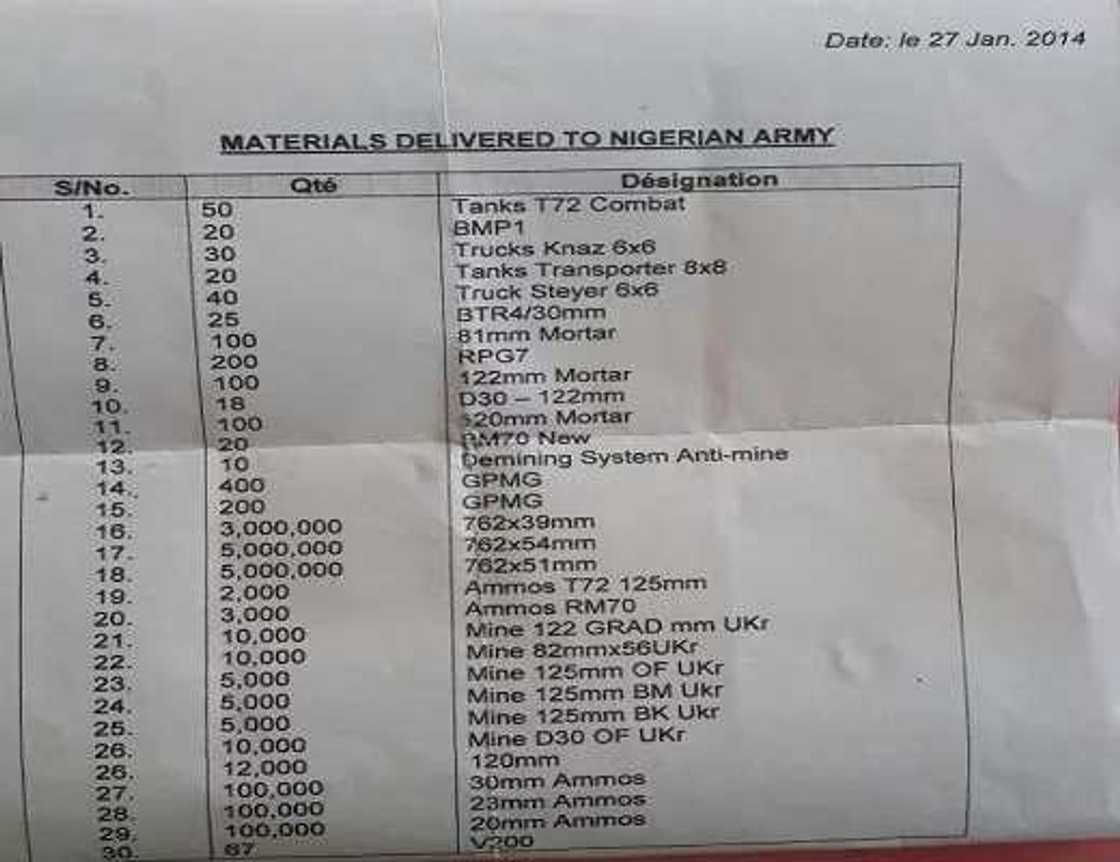 Date: le 27 Jan. 2014
MATERIALS DELIVERED TO NIGERIAN ARMY
S/No. Qté Désignation
1. 50 Tanks T72 Combat
2. 20 BMP1
3. 30 Trucks Knaz 6x6
4. 20 Tanks Transporter 8x8
5. 40 Truck Steyer 6x6
6. 25 BTR4/30mm
7. 100 81mm Mortar
8. 200 RPG7
9. 100 122mm Mortar
10. 18 D30 – 122mm
11. 100 120mm Mortar
12. 20 RM70 New
13. 10 Demining System Anti-mine
14. 400 GPMG
15. 200 GPMG
16. 3,000,000 762x39mm
17. 5,000,000 762x54mm
18. 5,000,000 762x51mm
19. 2,000 Ammos T72 125mm
20. 3,000 Ammos RM70
21. 10,000 Mine 122 GRAD mm UKr
22. 10,000 Mine 82mmx56UKr
23. 5,000 Mine 125mm OF UKr
24. 5,000 Mine 125mm BM Ukr
25. 5,000 Mine 125mm BK Ukr
26. 10,000 Mine D30 OF UKr
26. 12,000 120mm
27. 100,000 30mm Ammos
28. 100,000 23mm Ammos
29. 100,000 20mm Ammos
30.